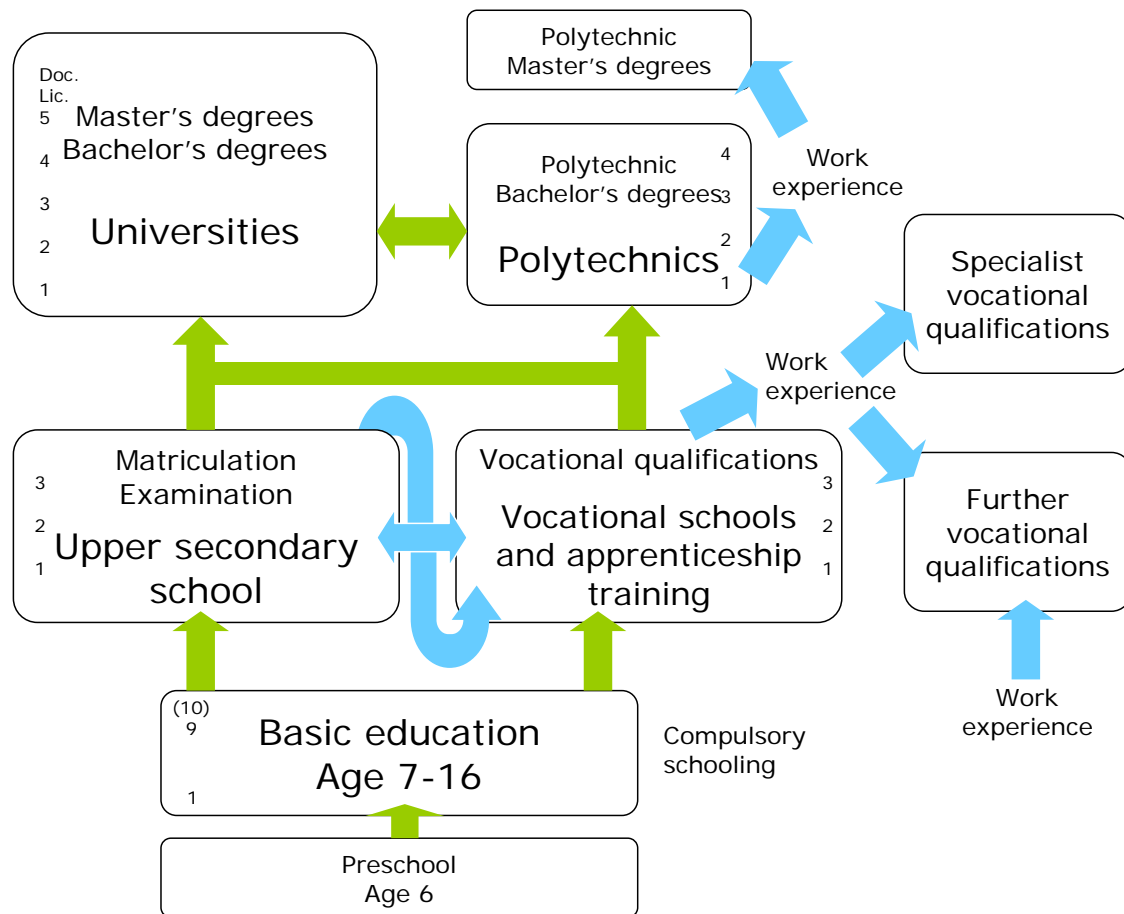 Doc.
Lic.
5
4
3
2
1
Master's degrees
Bachelor's degrees
Universities
Polytechnic
Master's degrees
Polytechnic
Bachelor's degrees
Polytechnics
4
3
2
1
Work
experience
Specialist
vocational
qualifications
Work
experience
Matriculation
Examination
3
2
1
Upper secondary
school
Vocational qualifications
Vocational schools
and apprenticeship
training
3
2
1
Further
vocational
qualifications
Work
experience
(10)
9
1
Basic education
Age 7-16
Compulsory
schooling
Preschool
Age 6